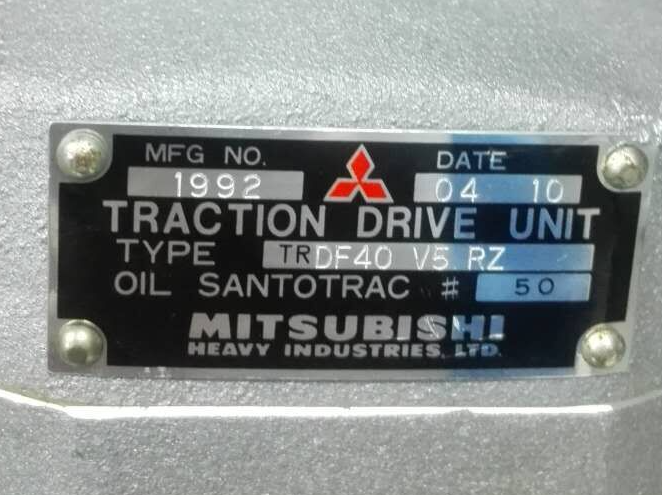 MFG NO. DATE
1992 04 10
TRACTION DRIVE UNIT
TYPE TRDF40 V5 RZ
OIL SANTOTRAC # 50
MITSUBISHI
HEAVY INDUSTRIES, LTD.